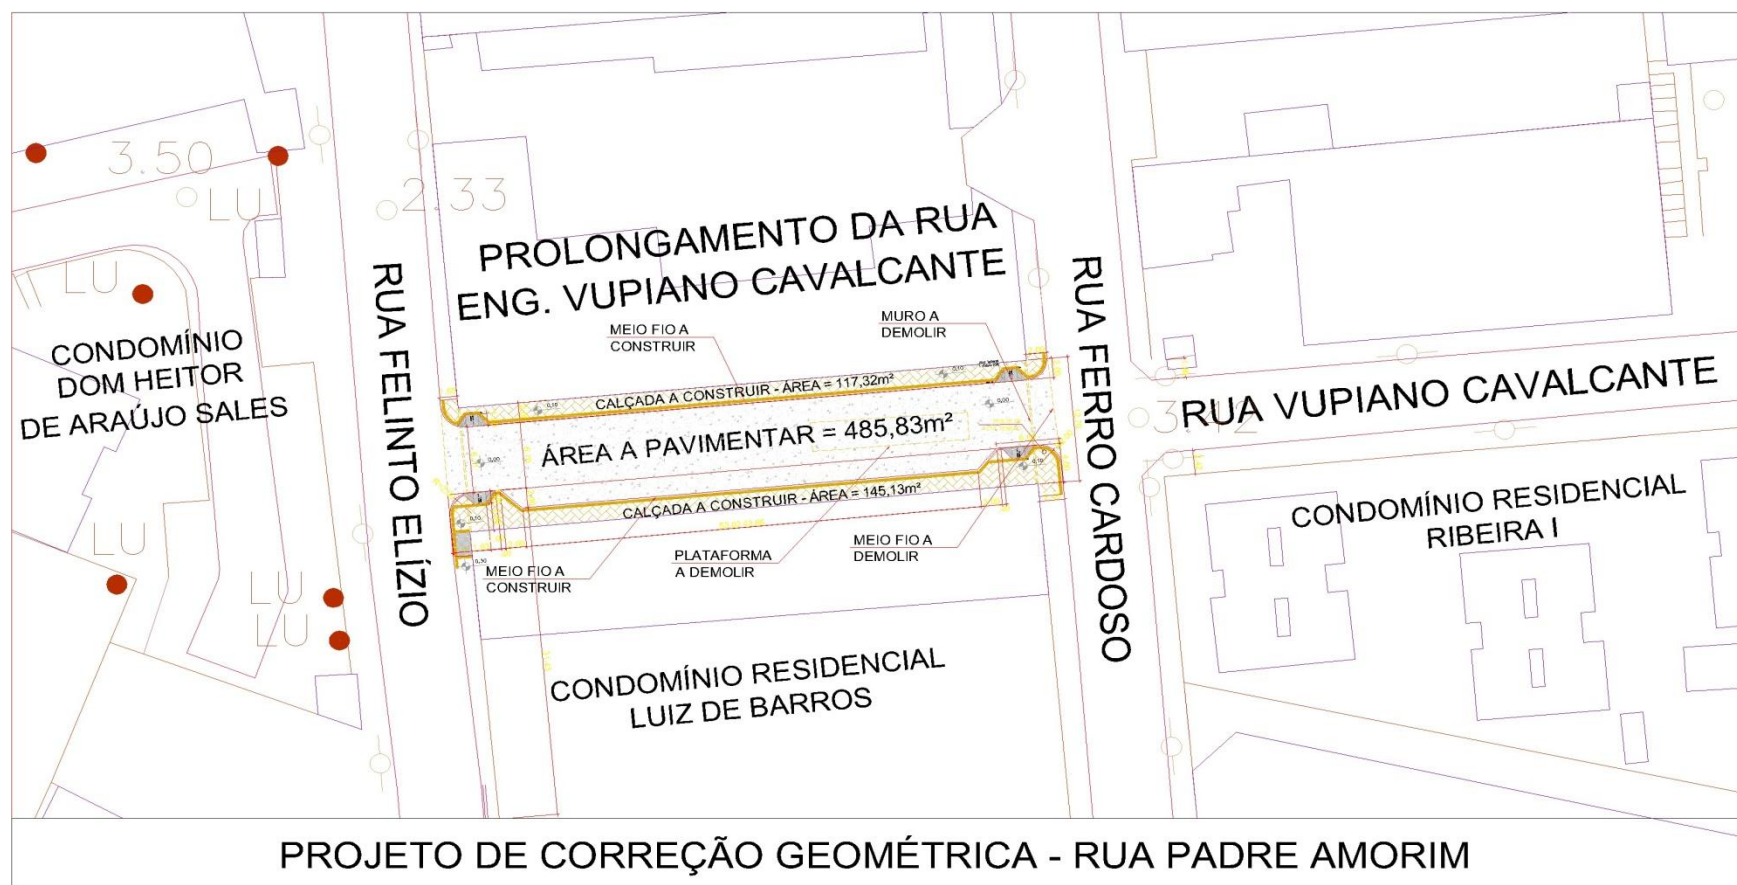 3.50
LU
2.33
LU
PROLONGAMENTO DA RUA
ENG. VUPIANO CAVALCANTE
RUA FELINTO ELÍZIO
RUA FERRO CARDOSO
MEIO FIO A
CONSTRUIR
MURO A
DEMOLIR
CONDOMÍNIO
DOM HEITOR
DE ARAÚJO SALES
CALÇADA A CONSTRUIR - ÁREA = 117,32m²
RUA VUPIANO CAVALCANTE
ÁREA A PAVIMENTAR = 485,83m²
CALÇADA A CONSTRUIR - ÁREA = 145,13m²
CONDOMÍNIO RESIDENCIAL
RIBEIRA I
LU
MEIO FIO A
CONSTRUIR
PLATAFORMA
A DEMOLIR
MEIO FIO A
DEMOLIR
LU
LU
CONDOMÍNIO RESIDENCIAL
LUIZ DE BARROS
PROJETO DE CORREÇÃO GEOMÉTRICA - RUA PADRE AMORIM